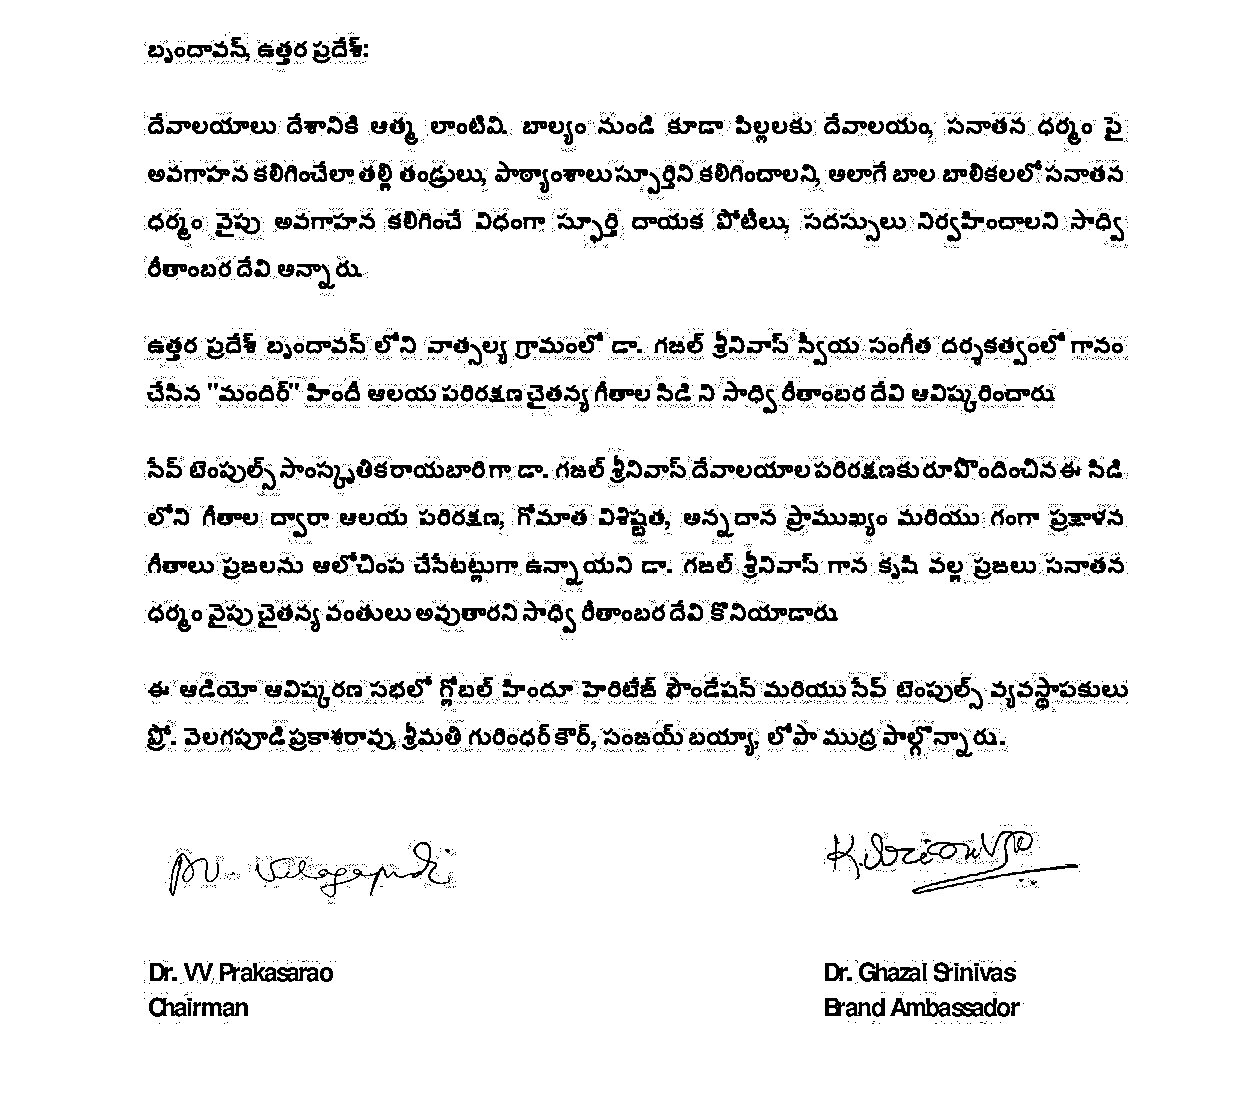 బృందావన్, ఉత్తర ప్రదేశ్:
దేవాలయాలు దేశానికి ఆత్మ లాంటివి. బాల్యం నుండి కూడా పిల్లలకు దేవాలయం, సనాతన ధర్మం పై
అవగాహన కలిగించేలా తల్లి తండ్రులు, పాఠ్యాంశాలు స్ఫూర్తిని కలిగించాలని, ఆలాగే బాల బాలికలలో సనాతన
ధర్మం వైపు అవగాహన కలిగించే విధంగా స్ఫూర్తి దాయక పోటీలు, సదస్సులు నిర్వహించాలని సాధ్వి
రీతాంబర దేవి అన్నారు.
ఉత్తర ప్రదేశ్ బృందావన్ లోని వాత్సల్య గ్రామంలో డా. గజల్ శ్రీనివాస్ స్వీయ సంగీత దర్శకత్వంలో గానం
చేసిన "మందిర్" హిందీ ఆలయ పరిరక్షణ చైతన్య గీతాల సిడి ని సాధ్వి రీతాంబర దేవి ఆవిష్కరించారు.
సేవ్ టెంపుల్స్ సాంస్కృతిక రాయబారి గా డా. గజల్ శ్రీనివాస్ దేవాలయాల పరిరక్షణకు రూపొందించిన ఈ సిడి
లోని గీతాల ద్వారా ఆలయ పరిరక్షణ, గోమాత విశిష్టత, అన్నదాన ప్రాముఖ్యం మరియు గంగా ప్రక్షాళన
గీతాలు ప్రజలను ఆలోచింప చేసేటట్లుగా ఉన్నాయని డా. గజల్ శ్రీనివాస్ గాన కృషి వల్ల ప్రజలు సనాతన
ధర్మం వైపు చైతన్య వంతులు అవుతారని సాధ్వి రీతాంబర దేవి కొనియాడారు.
ఈ ఆడియో ఆవిష్కరణ సభలో గ్లోబల్ హిందూ హెరిటేజ్ ఫౌండేషన్ మరియు సేవ్ టెంపుల్స్ వ్యవస్థాపకులు
ప్రో. వెలగపూడి ప్రకాశరావు, శ్రీమతి గురింధర్ కౌర్, సంజయ్ బయ్యా, లోపా ముద్ర పాల్గొన్నారు.
Dr. VV Prakasarao Dr. Ghazal Srinivas
Chairman Brand Ambassador